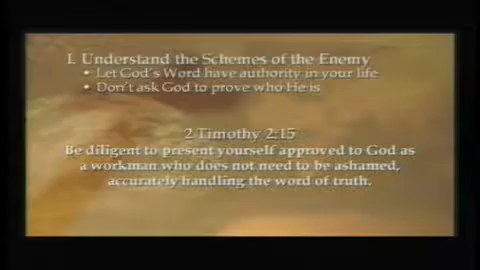 I. Understand the Schemes of the Enemy
• Let God's Word have authority in your life
• Don't ask God to prove who He is
2 Timothy 2:15
Be diligent to present yourself approved to God as
a workman who does not need to be ashamed,
accurately handling the word of truth.